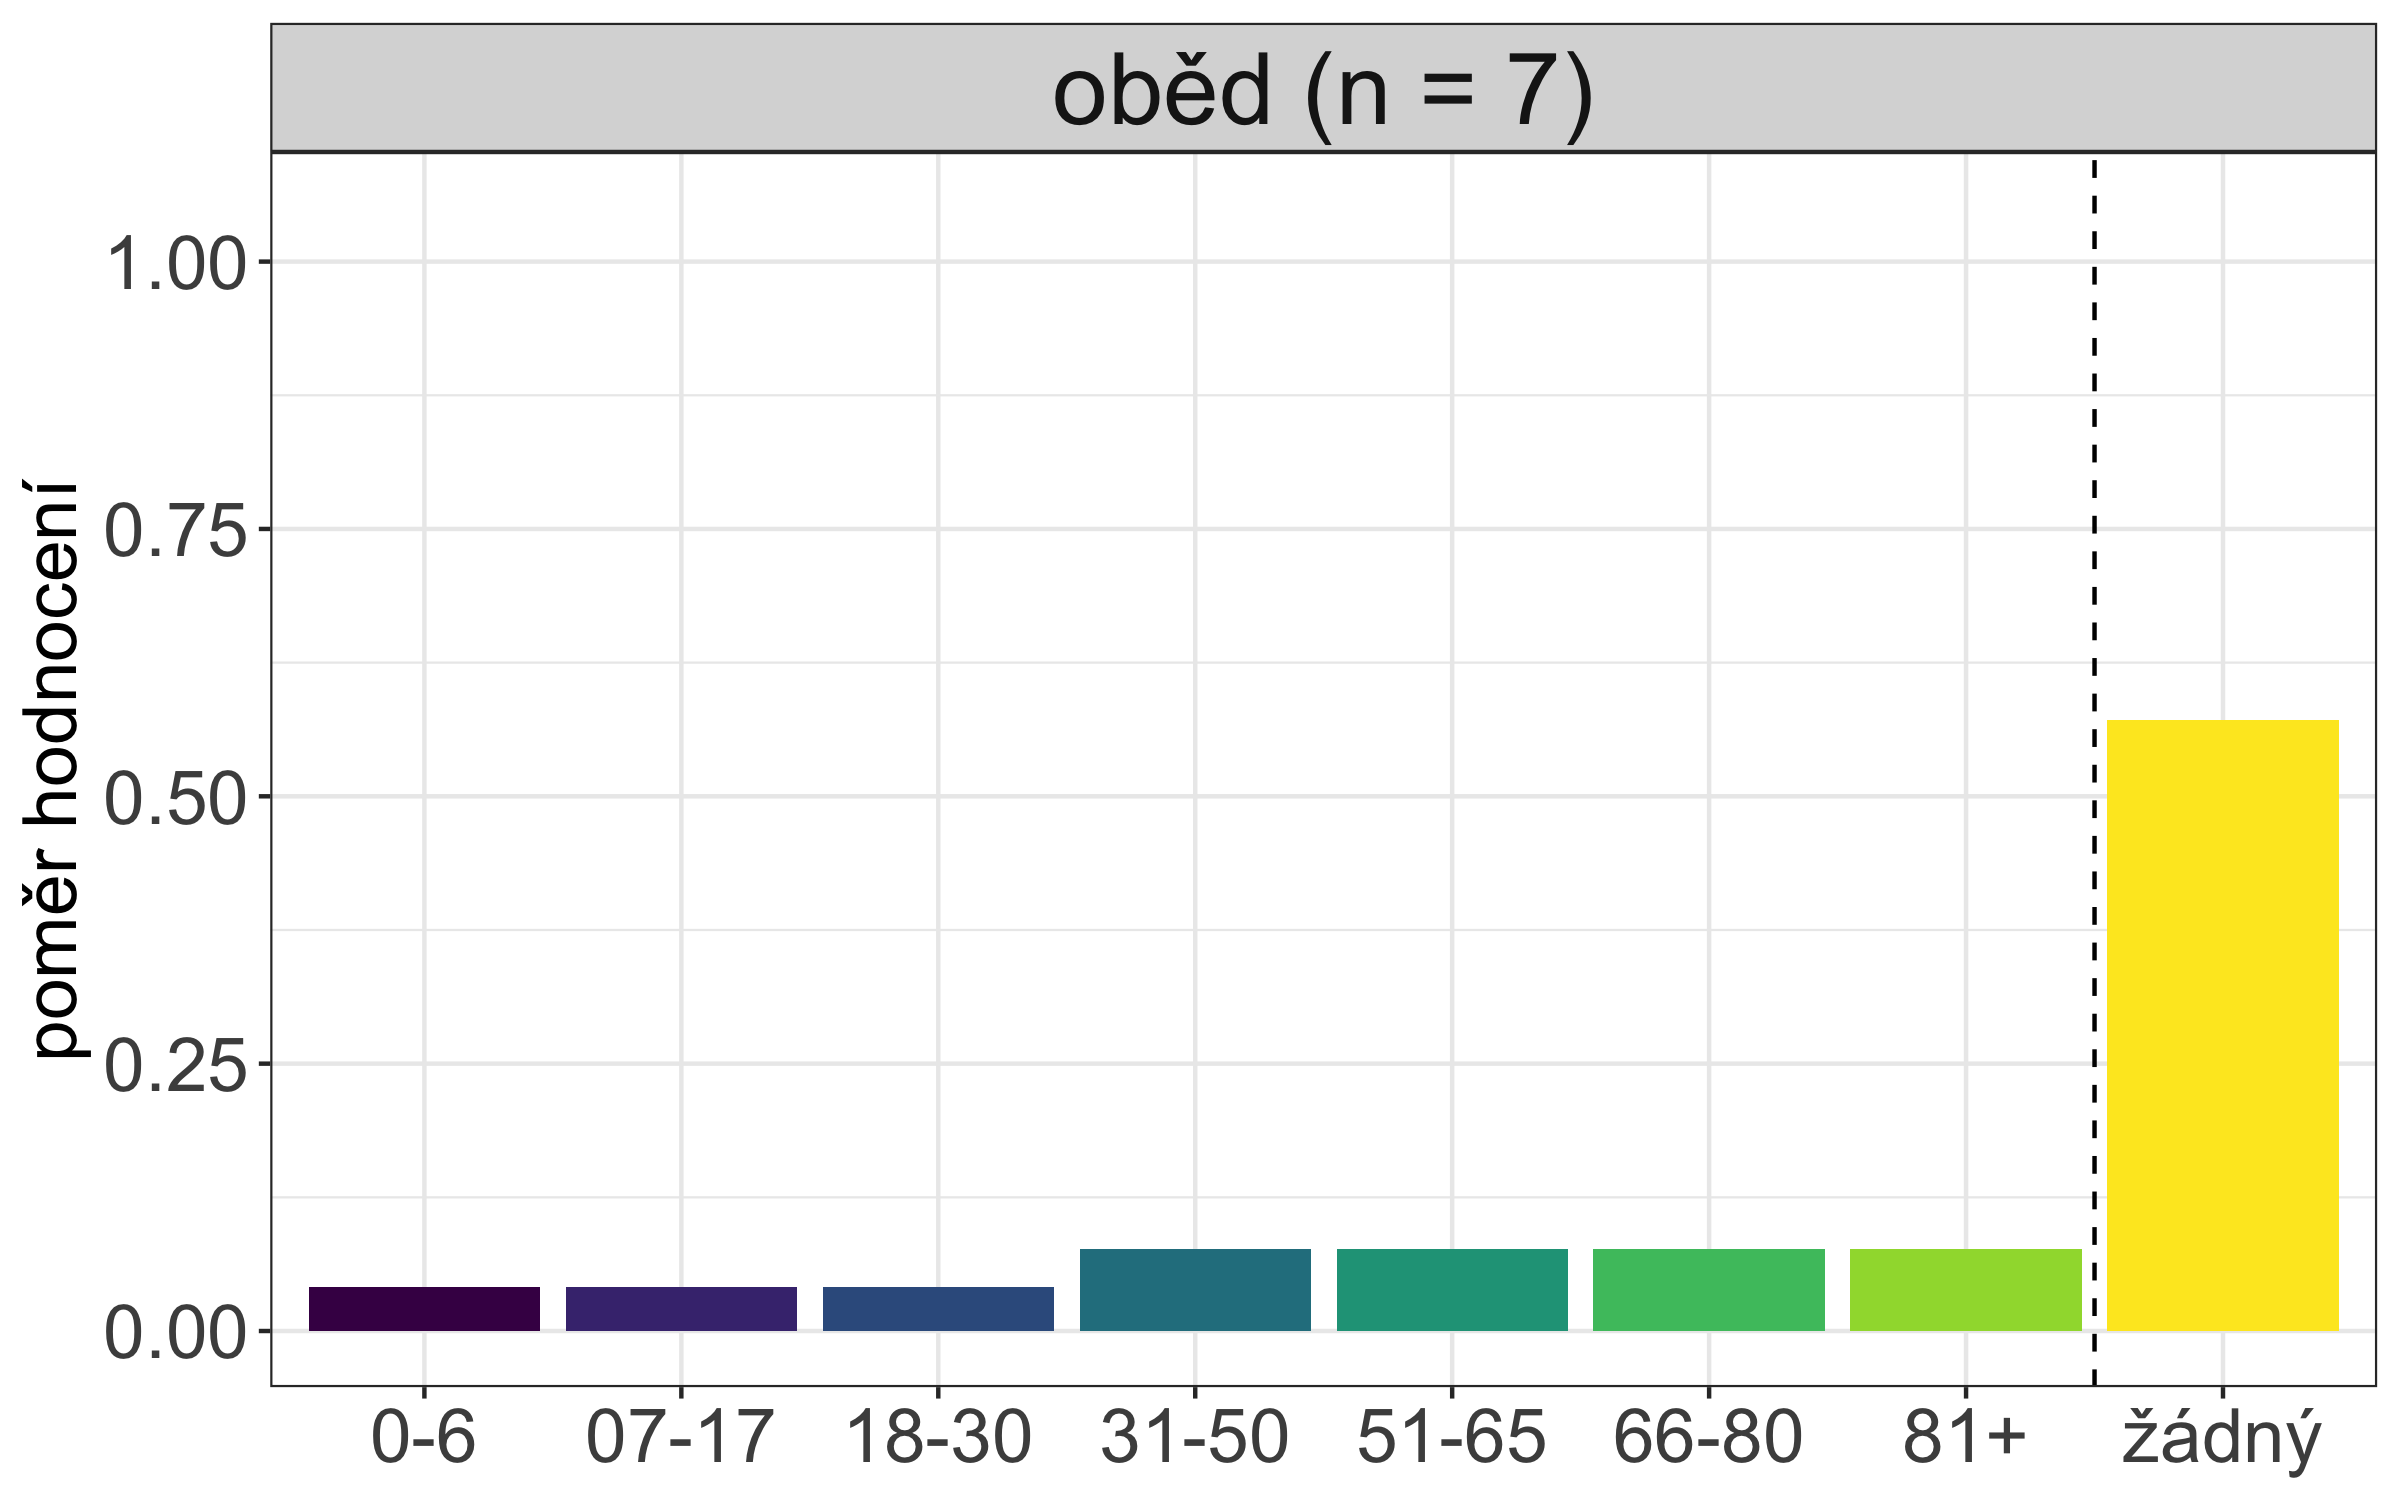 oběd (n = 7)
poměr hodnocení
1.00
0.75
0.50
0.25
0.00
0-6 07-17 18-30 31-50 51-65 66-80 81+ žádný